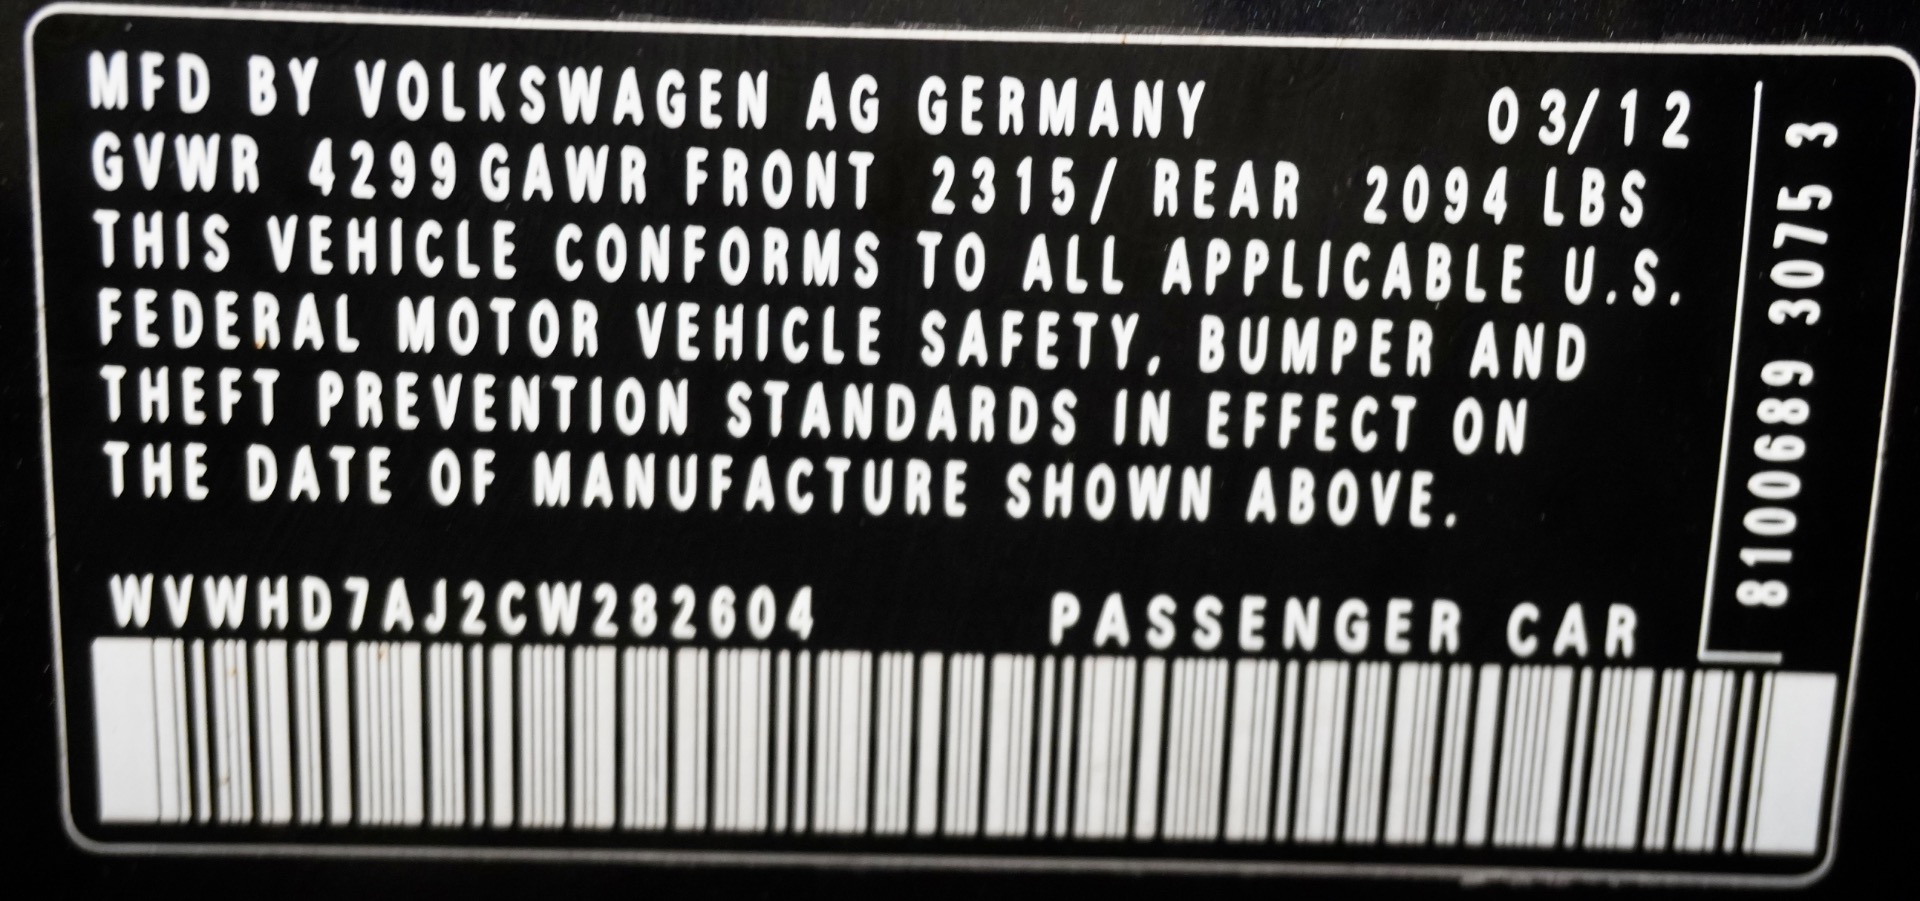 MFD BY VOLKSWAGEN AG GERMANY 03/12
GVWR 4299 GAWR FRONT 2315/ REAR 2094 LBS
THIS VEHICLE CONFORMS TO ALL APPLICABLE U.S.
FEDERAL MOTOR VEHICLE SAFETY, BUMPER AND
THEFT PREVENTION STANDARDS IN EFFECT ON
THE DATE OF MANUFACTURE SHOWN ABOVE.
WVWHD7AJ2CW282604 PASSENGER CAR
8100689 3075 3